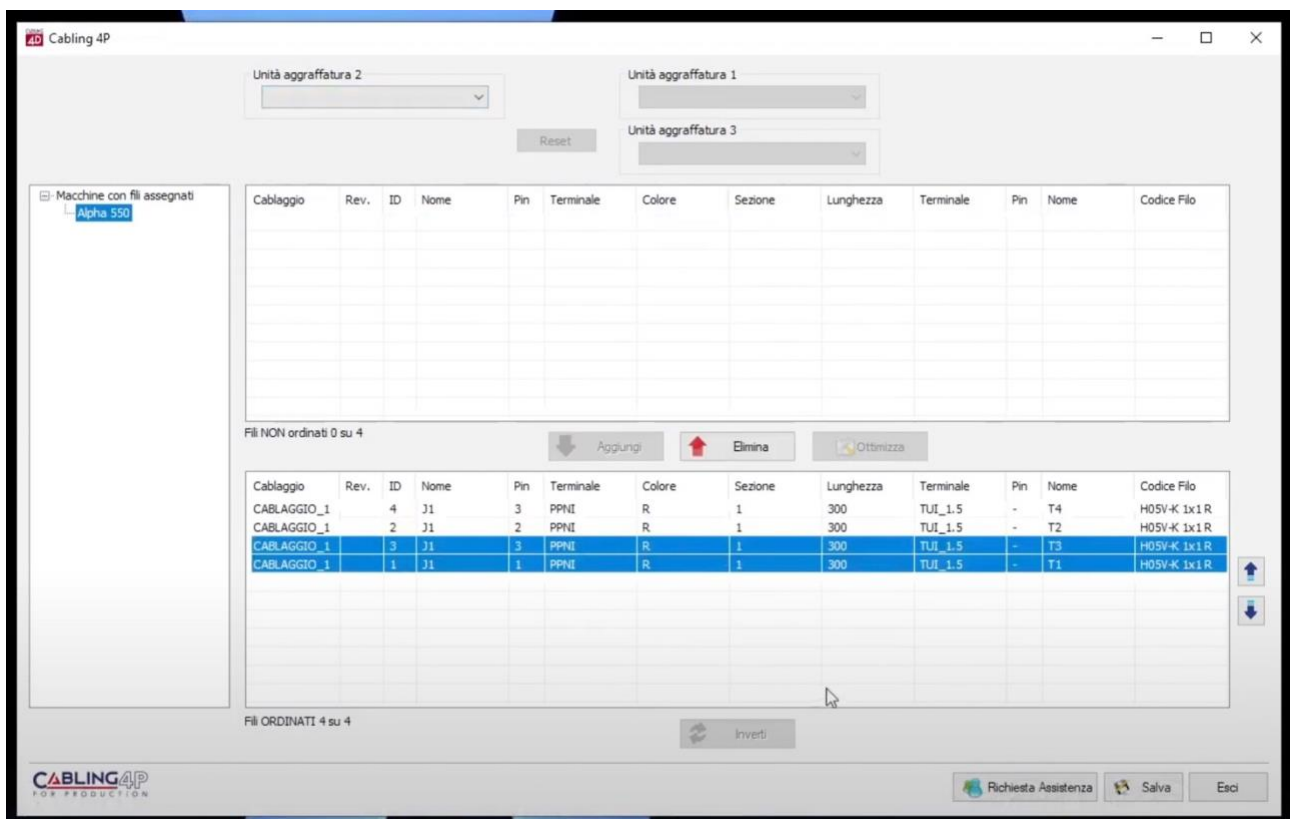 Cabling 4P
Unità aggraffatura 2
Unità aggraffatura 1
Reset
Unità aggraffatura 3
Macchine con fili assegnati
Alpha 550
Cablaggio Rev. ID Nome Pin Terminale Colore Sezione Lunghezza Terminale Pin Nome Codice Filo
Fili NON ordinati 0 su 4
Aggiungi Elimina Ottimizza
Cablaggio Rev. ID Nome Pin Terminale Colore Sezione Lunghezza Terminale Pin Nome Codice Filo
CABLAGGIO_1 4 J1 3 PPNI R 1 300 TUI_1.5 - T4 H05V-K 1x1 R
CABLAGGIO_1 2 J1 2 PPNI R 1 300 TUI_1.5 - T2 H05V-K 1x1 R
CABLAGGIO_1 3 J1 3 PPNI R 1 300 TUI_1.5 - T3 H05V-K 1x1 R
CABLAGGIO_1 1 J1 1 PPNI R 1 300 TUI_1.5 - T1 H05V-K 1x1 R
Fili ORDINATI 4 su 4
Inverti
CABLING4P
FOR PRODUCTION
Richiesta Assistenza Salva Esci